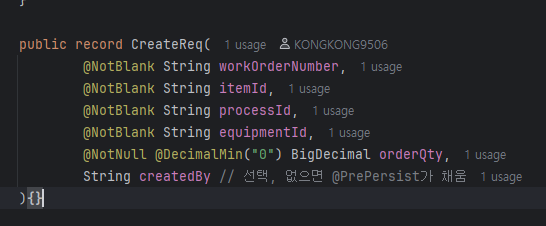 }
public record CreateReq( 1 usage KONGKONG9506
@NotBlank String workOrderNumber, 1 usage
@NotBlank String itemId, 1 usage
@NotBlank String processId, 1 usage
@NotBlank String equipmentId, 1 usage
@NotNull @DecimalMin("0") BigDecimal orderQty, 1 usage
String createdBy // 선택, 없으면 @PrePersist가 채움 1 usage
){}